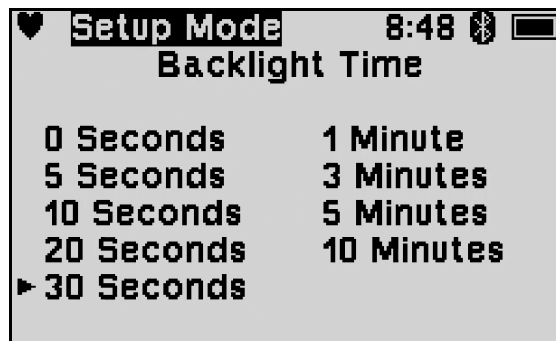 Setup Mode 8:48
Backlight Time
0 Seconds 1 Minute
5 Seconds 3 Minutes
10 Seconds 5 Minutes
20 Seconds 10 Minutes
30 Seconds